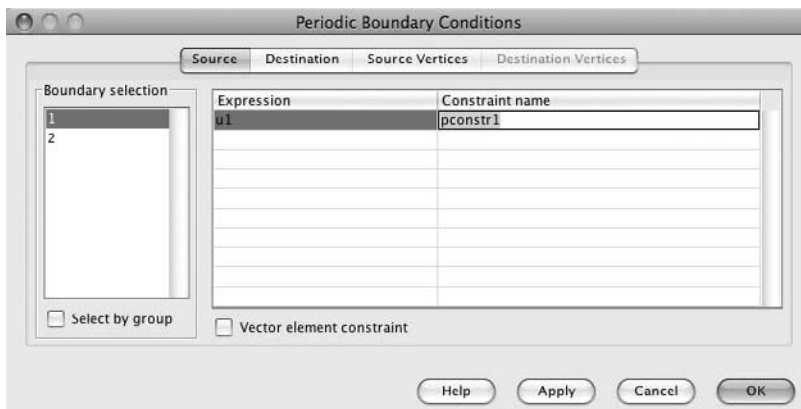 Periodic Boundary Conditions
Source Destination Source Vertices Destination Vertices
Boundary selection
1
2
Select by group
Expression Constraint name
u1 pconstr1
Vector element constraint
Help Apply Cancel OK